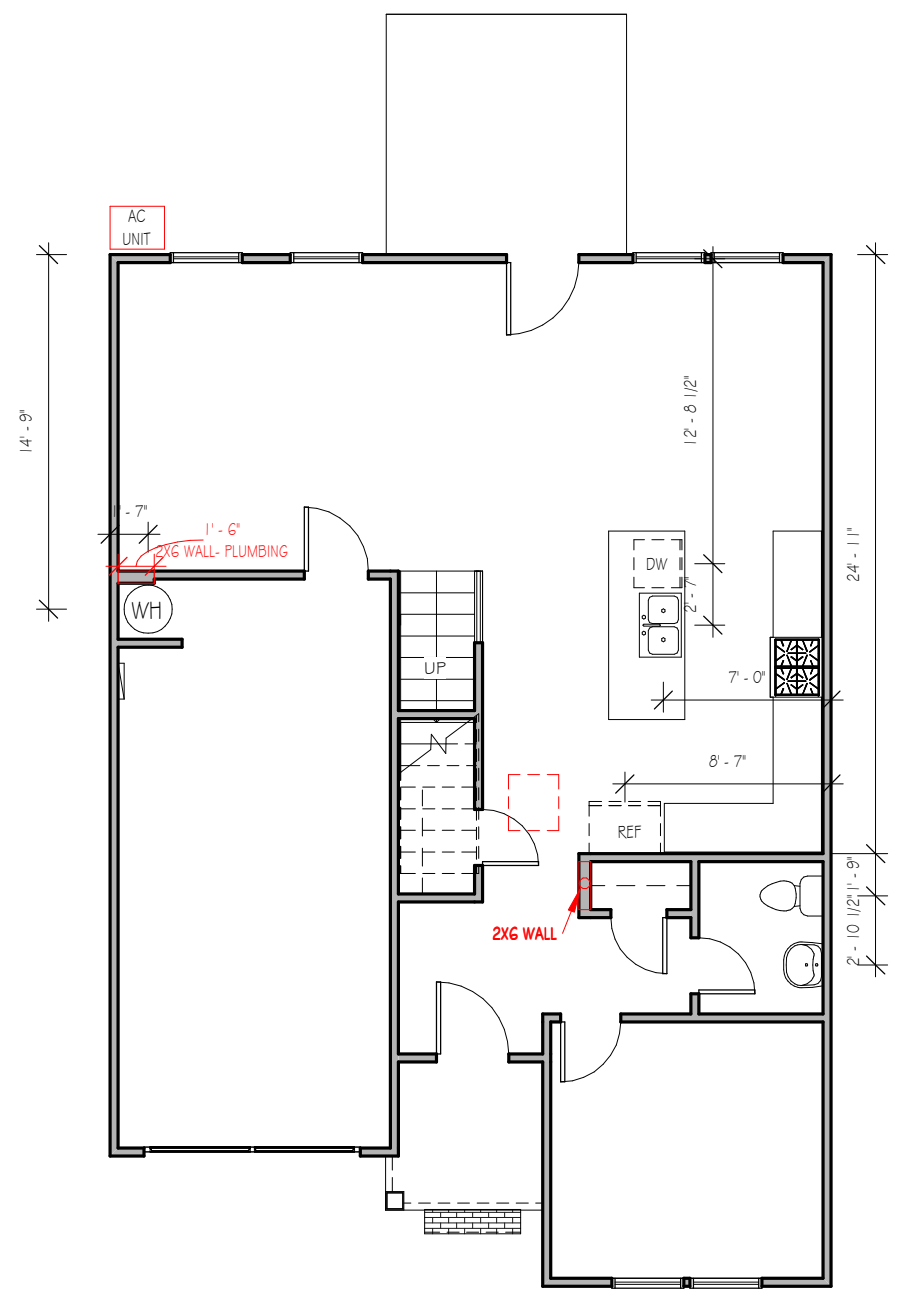 AC
UNIT
14' - 9"
12' - 8 1/2"
1' - 7"
1' - 6"
2X6 WALL- PLUMBING
24' - 11"
DW
2' - 7"
WH
UP
7' - 0"
8' - 7"
REF
1' - 9"
2' - 10 1/2"
2X6 WALL